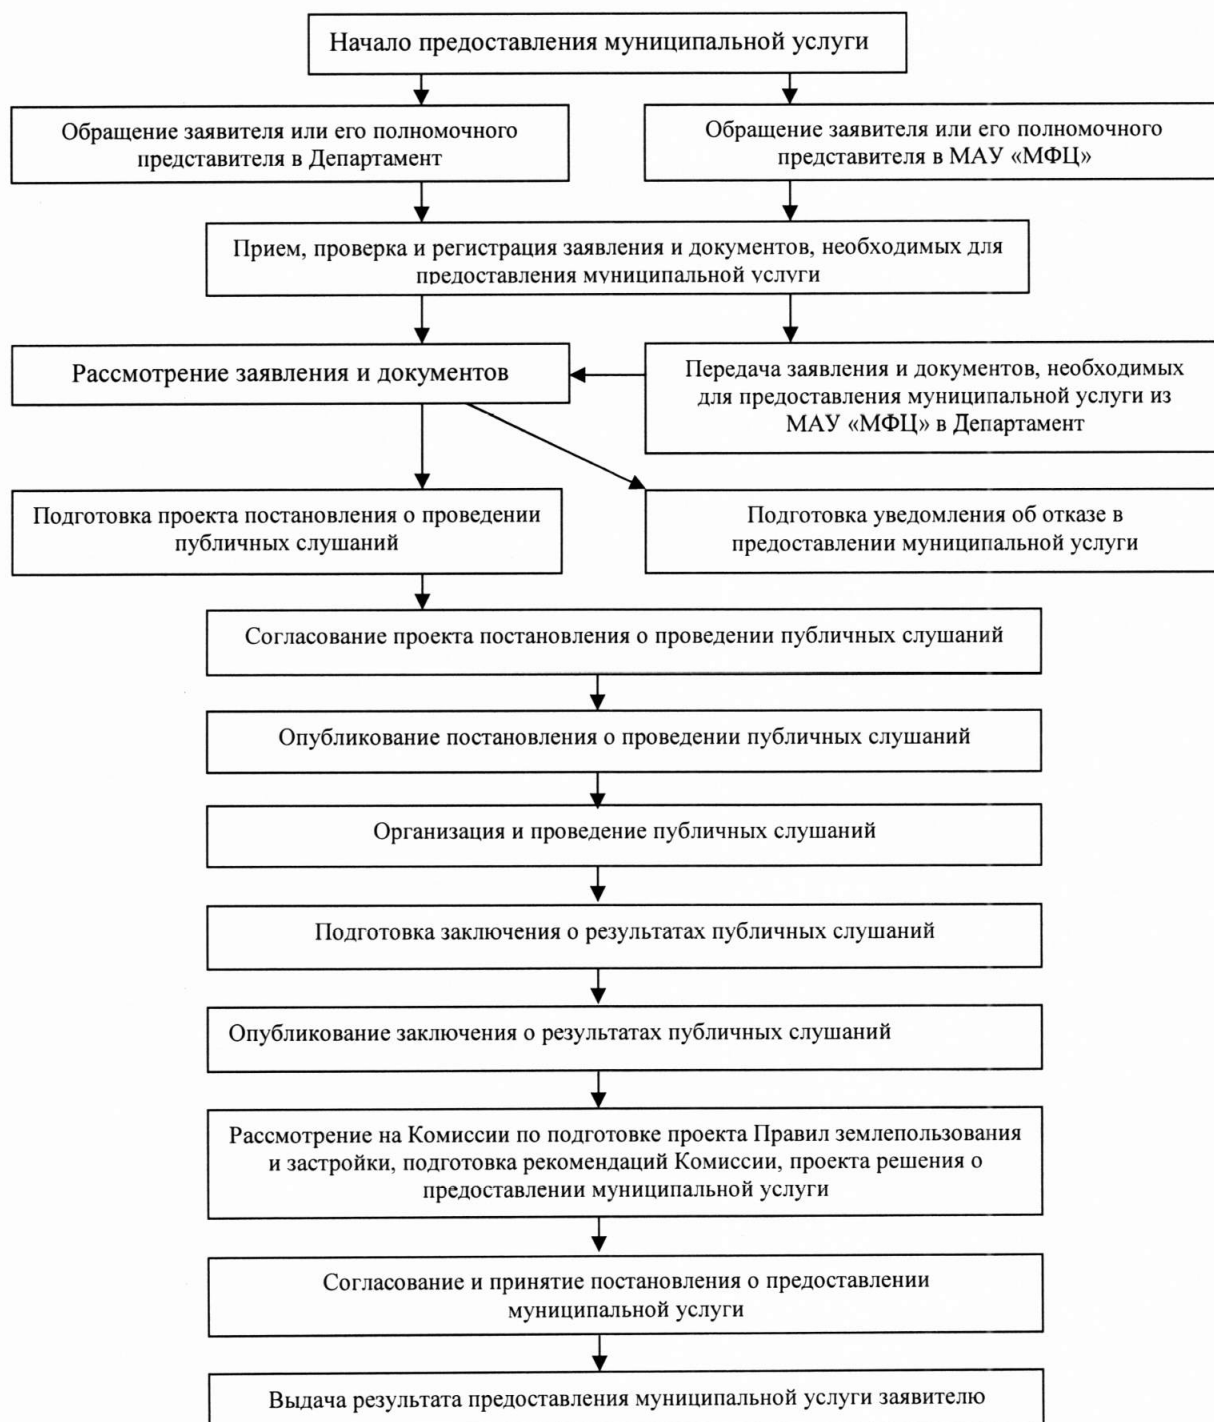 Начало предоставления муниципальной услуги
Обращение заявителя или его полномочного
представителя в Департамент
Обращение заявителя или его полномочного
представителя в МАУ «МФЦ»
Прием, проверка и регистрация заявления и документов, необходимых для
предоставления муниципальной услуги
Рассмотрение заявления и документов
Передача заявления и документов, необходимых
для предоставления муниципальной услуги из
МАУ «МФЦ» в Департамент
Подготовка проекта постановления о проведении
публичных слушаний
Подготовка уведомления об отказе в
предоставлении муниципальной услуги
Согласование проекта постановления о проведении публичных слушаний
Опубликование постановления о проведении публичных слушаний
Организация и проведение публичных слушаний
Подготовка заключения о результатах публичных слушаний
Опубликование заключения о результатах публичных слушаний
Рассмотрение на Комиссии по подготовке проекта Правил землепользования
и застройки, подготовка рекомендаций Комиссии, проекта решения о
предоставлении муниципальной услуги
Согласование и принятие постановления о предоставлении
муниципальной услуги
Выдача результата предоставления муниципальной услуги заявителю